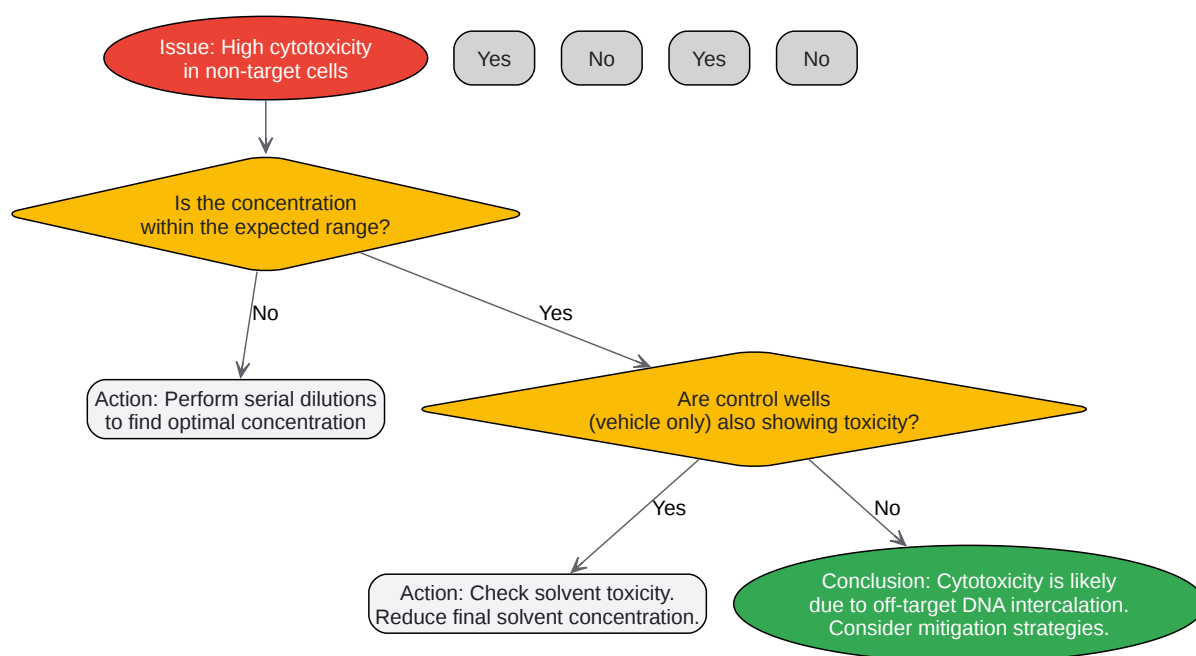 Issue: High cytotoxicity
in non-target cells
Yes
No
Yes
No
Is the concentration
within the expected range?
No
Yes
Action: Perform serial dilutions
to find optimal concentration
Are control wells
(vehicle only) also showing toxicity?
Yes
No
Action: Check solvent toxicity.
Reduce final solvent concentration.
Conclusion: Cytotoxicity is likely
due to off-target DNA intercalation.
Consider mitigation strategies.